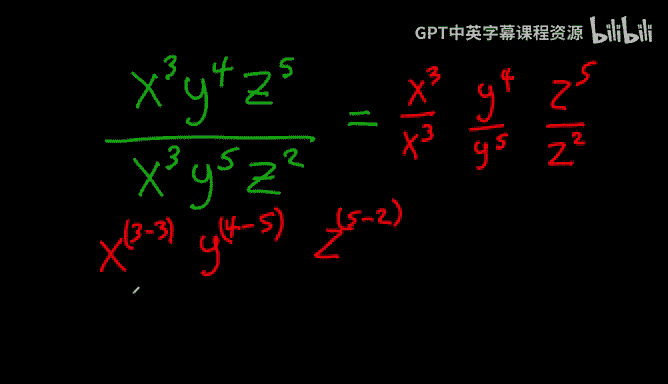 GPT中英字幕课程资源 bilibili
x³y⁴z⁵ / x³y⁵z² = x³/x³ y⁴/y⁵ z⁵/z²
x⁽³⁻³⁾ y⁽⁴⁻⁵⁾ z⁽⁵⁻²⁾